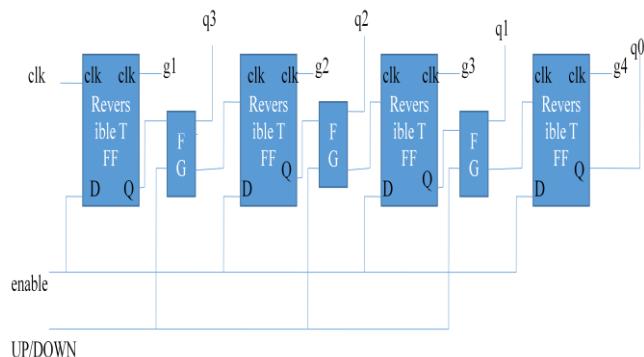 q3
q2
q1
q0
clk
clk clk
g1
clk clk
g2
clk clk
g3
clk clk
g4
Revers
ible T
FF
F
G
Revers
ible T
FF
F
G
Revers
ible T
FF
F
G
Revers
ible T
FF
D Q
D Q
D Q
D Q
enable
UP/DOWN